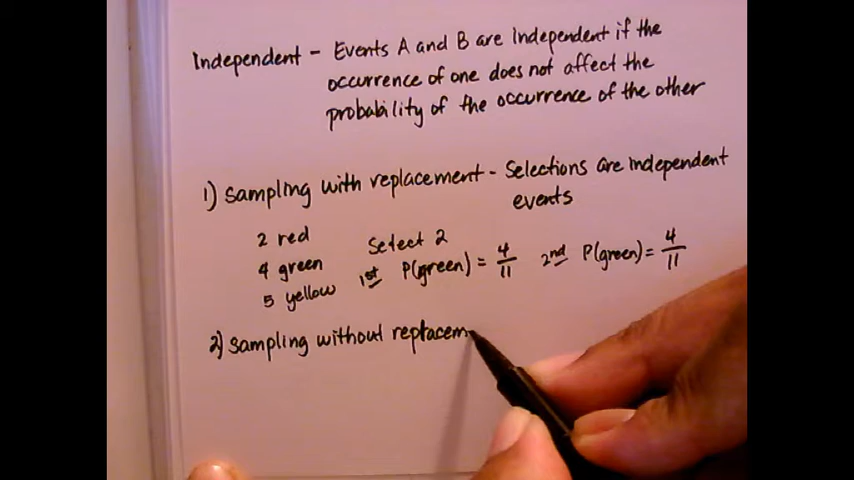 Independent - Events A and B are independent if the
occurrence of one does not affect the
probability of the occurrence of the other
1) Sampling with replacement - Selections are independent
events
2 red
4 green
5 yellow
Select 2
1st P(green) = 4/11 2nd P(green) = 4/11
2) Sampling without replacem